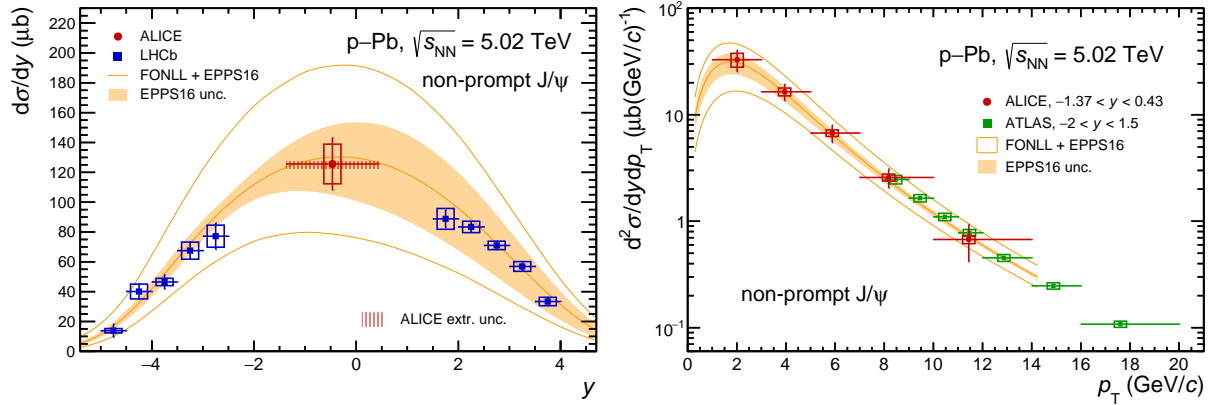 dσ/dy (μb)
220
200
180
160
140
120
100
80
60
40
20
0
ALICE
LHCb
FONLL + EPPS16
EPPS16 unc.
p–Pb, √sNN = 5.02 TeV
non-prompt J/ψ
ALICE extr. unc.
−4 −2 0 2 4
y
d²σ/dydpT (μb(GeV/c)⁻¹)
10²
10
1
10⁻¹
p–Pb, √sNN = 5.02 TeV
ALICE, −1.37 < y < 0.43
ATLAS, −2 < y < 1.5
FONLL + EPPS16
EPPS16 unc.
non-prompt J/ψ
0 2 4 6 8 10 12 14 16 18 20
pT (GeV/c)